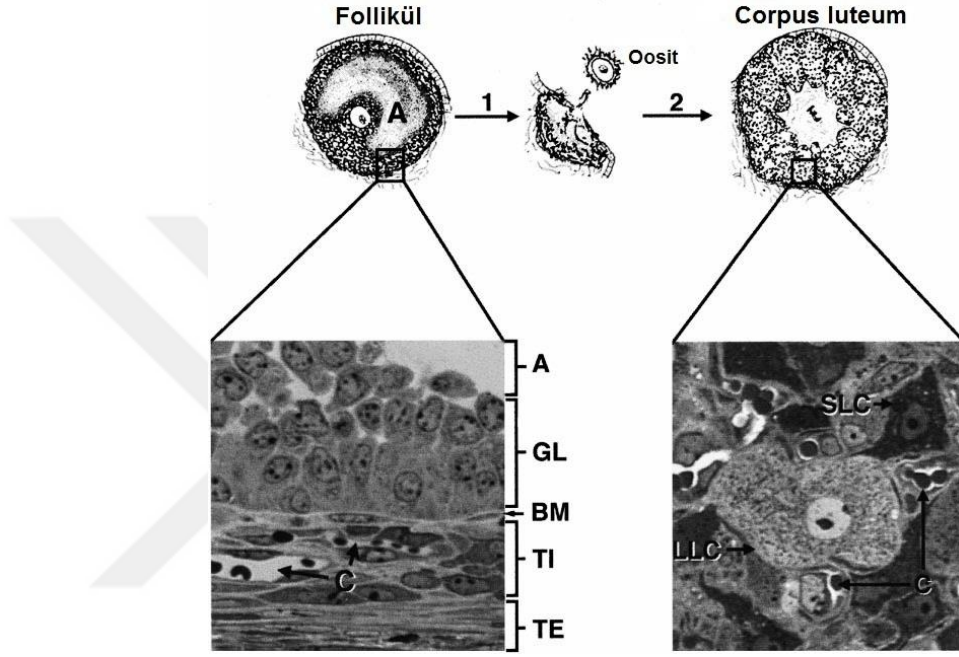 Follikül
Corpus luteum
Oosit
A
1
2
A
GL
BM
TI
C
TE
SLC
LLC
C